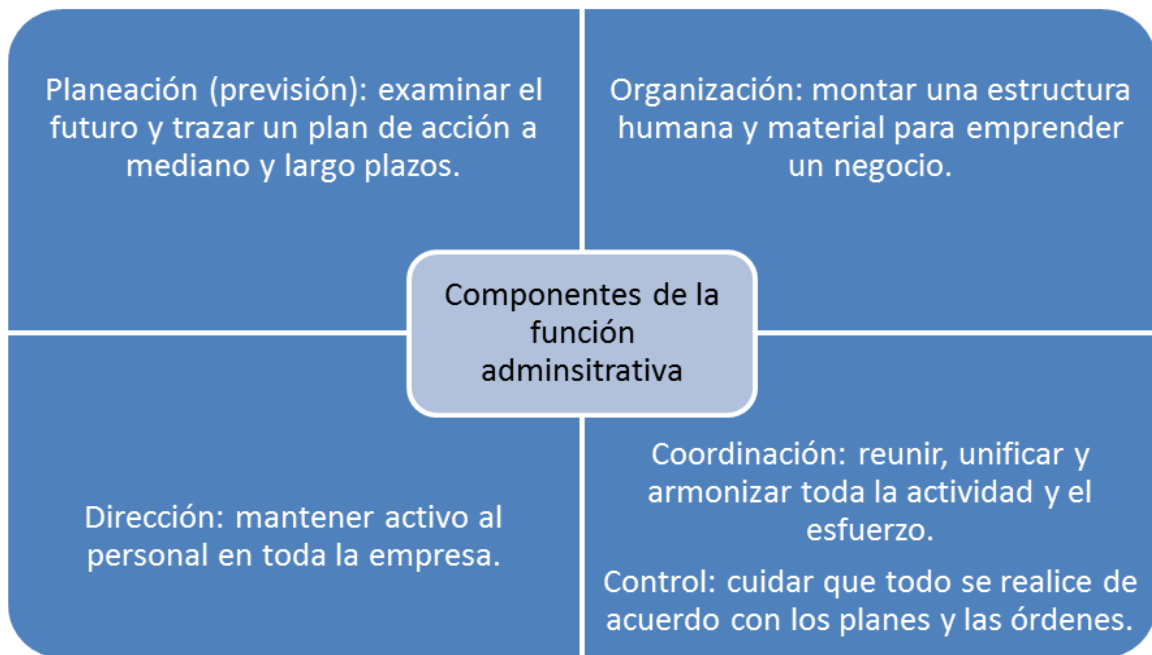 Planeación (previsión): examinar el
futuro y trazar un plan de acción a
mediano y largo plazos.
Organización: montar una estructura
humana y material para emprender
un negocio.
Componentes de la
función
adminsitrativa
Dirección: mantener activo al
personal en toda la empresa.
Coordinación: reunir, unificar y
armonizar toda la actividad y el
esfuerzo.
Control: cuidar que todo se realice de
acuerdo con los planes y las órdenes.